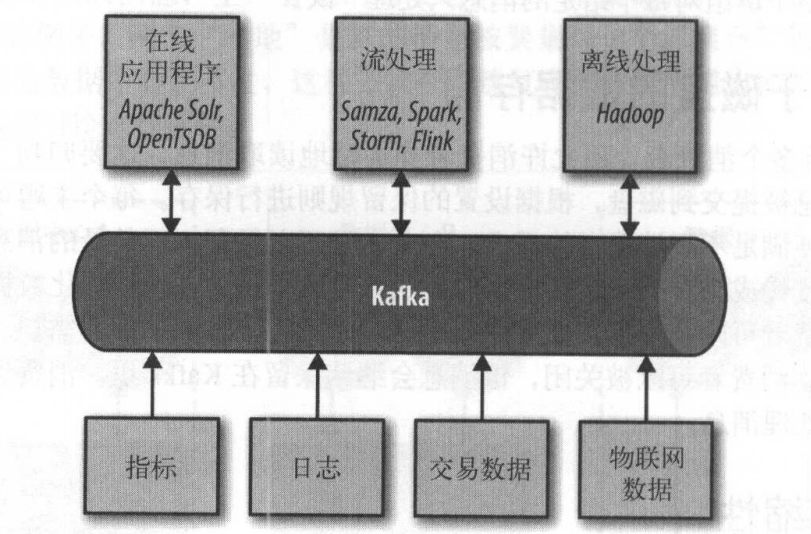 在线
应用程序
Apache Solr,
OpenTSDB
流处理
Samza, Spark,
Storm, Flink
离线处理
Hadoop
Kafka
指标
日志
交易数据
物联网
数据